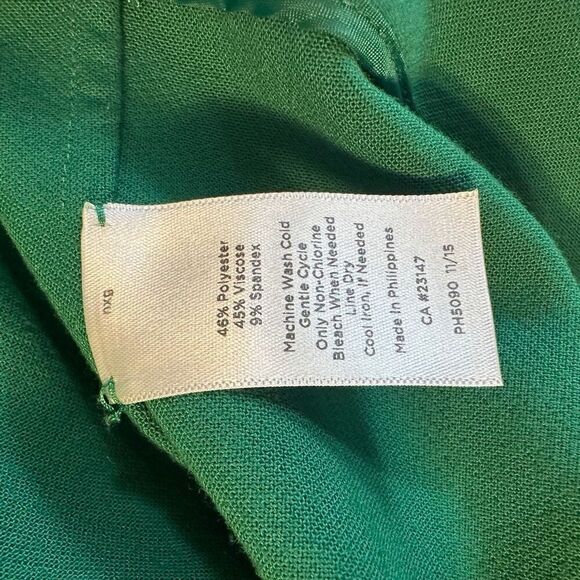 46% Polyester
45% Viscose
9% Spandex
Machine Wash Cold
Gentle Cycle
Only Non-Chlorine
Bleach When Needed
Line Dry
Cool Iron, If Needed
Made In Philippines
CA #23147
PH5090 11/15